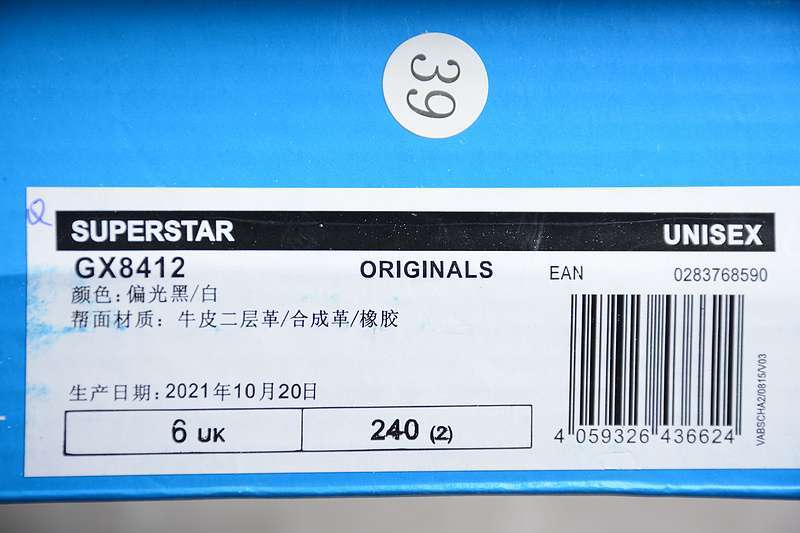 39
SUPERSTAR
UNISEX
GX8412
ORIGINALS
EAN
0283768590
颜色:偏光黑/白
帮面材质: 牛皮二层革/合成革/橡胶
生产日期:2021年10月20日
6 UK
240 (2)
4 059326 436624
VABSCHA2/0815/V03